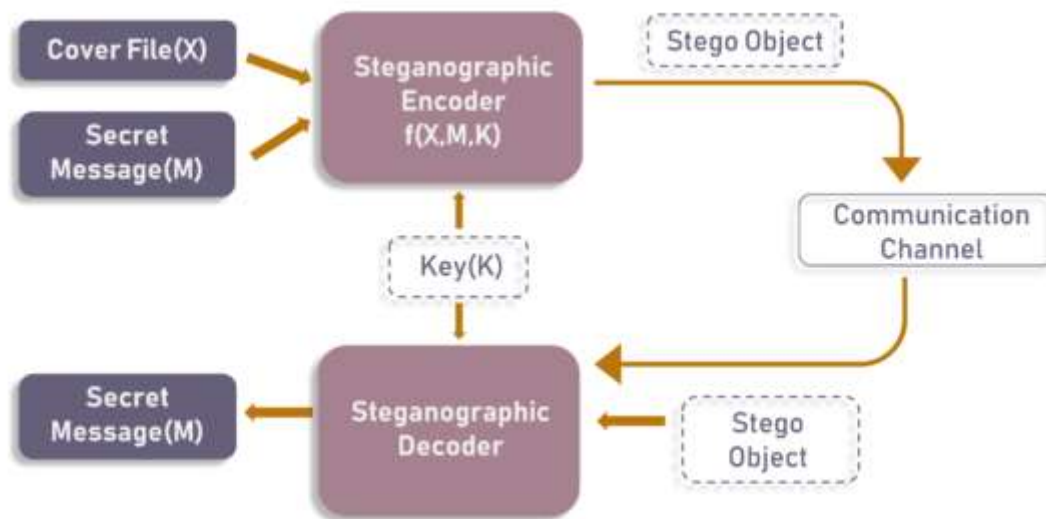 Cover File(X)
Secret
Message(M)
Steganographic
Encoder
f(X,M,K)
Stego Object
Communication
Channel
Key(K)
Secret
Message(M)
Steganographic
Decoder
Stego
Object